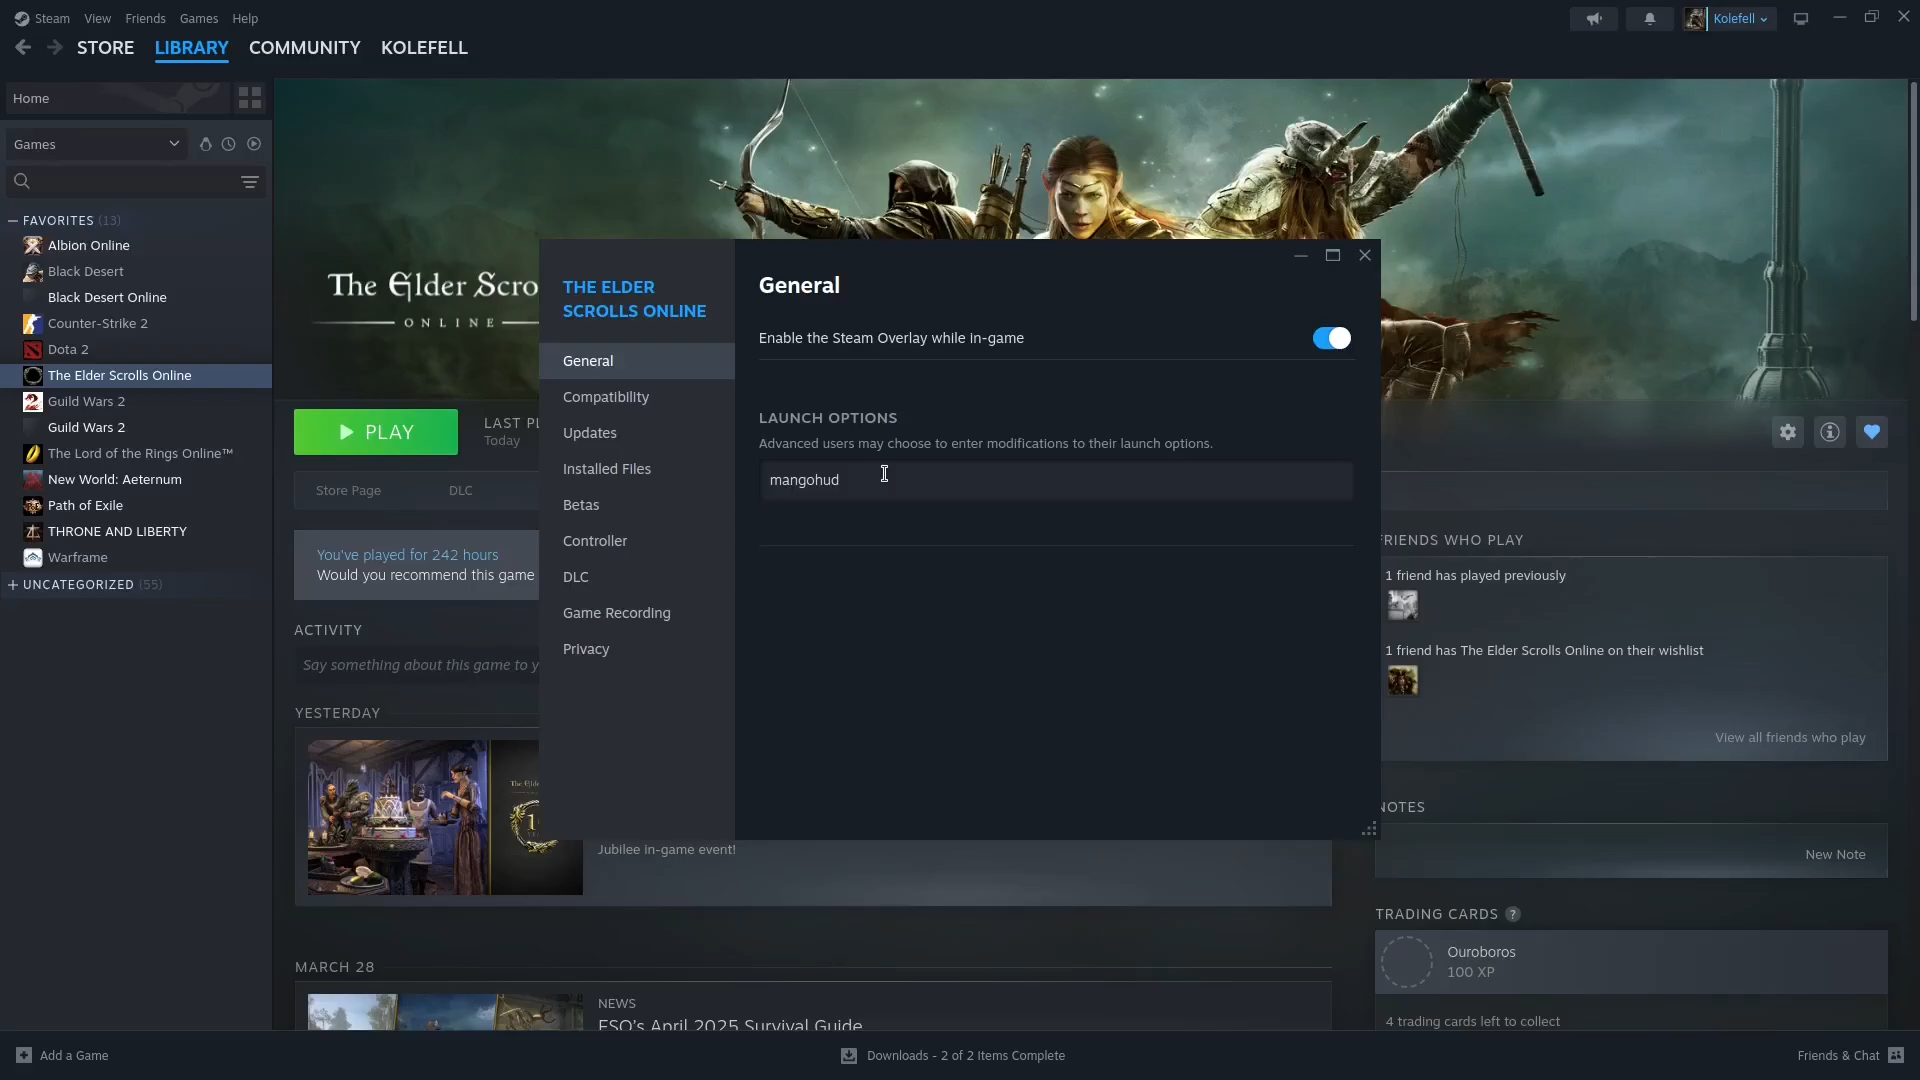 Steam View Friends Games Help
Kolefell
STORE LIBRARY COMMUNITY KOLEFELL
Home
Games
FAVORITES (13)
Albion Online
Black Desert
Black Desert Online
Counter-Strike 2
Dota 2
The Elder Scrolls Online
Guild Wars 2
Guild Wars 2
The Lord of the Rings Online™
New World: Aeternum
Path of Exile
THRONE AND LIBERTY
Warframe
UNCATEGORIZED (55)
The Elder Scro
ONLINE
PLAY
LAST PL
Today
Store Page DLC
You've played for 242 hours
Would you recommend this game
ACTIVITY
Say something about this game to y
YESTERDAY
Jubilee in-game event!
MARCH 28
NEWS
ESO's April 2025 Survival Guide
THE ELDER
SCROLLS ONLINE
General
Compatibility
Updates
Installed Files
Betas
Controller
DLC
Game Recording
Privacy
General
Enable the Steam Overlay while in-game
LAUNCH OPTIONS
Advanced users may choose to enter modifications to their launch options.
mangohud
FRIENDS WHO PLAY
1 friend has played previously
1 friend has The Elder Scrolls Online on their wishlist
View all friends who play
NOTES
New Note
TRADING CARDS ?
Ouroboros
100 XP
4 trading cards left to collect
Add a Game
Downloads - 2 of 2 Items Complete
Friends & Chat